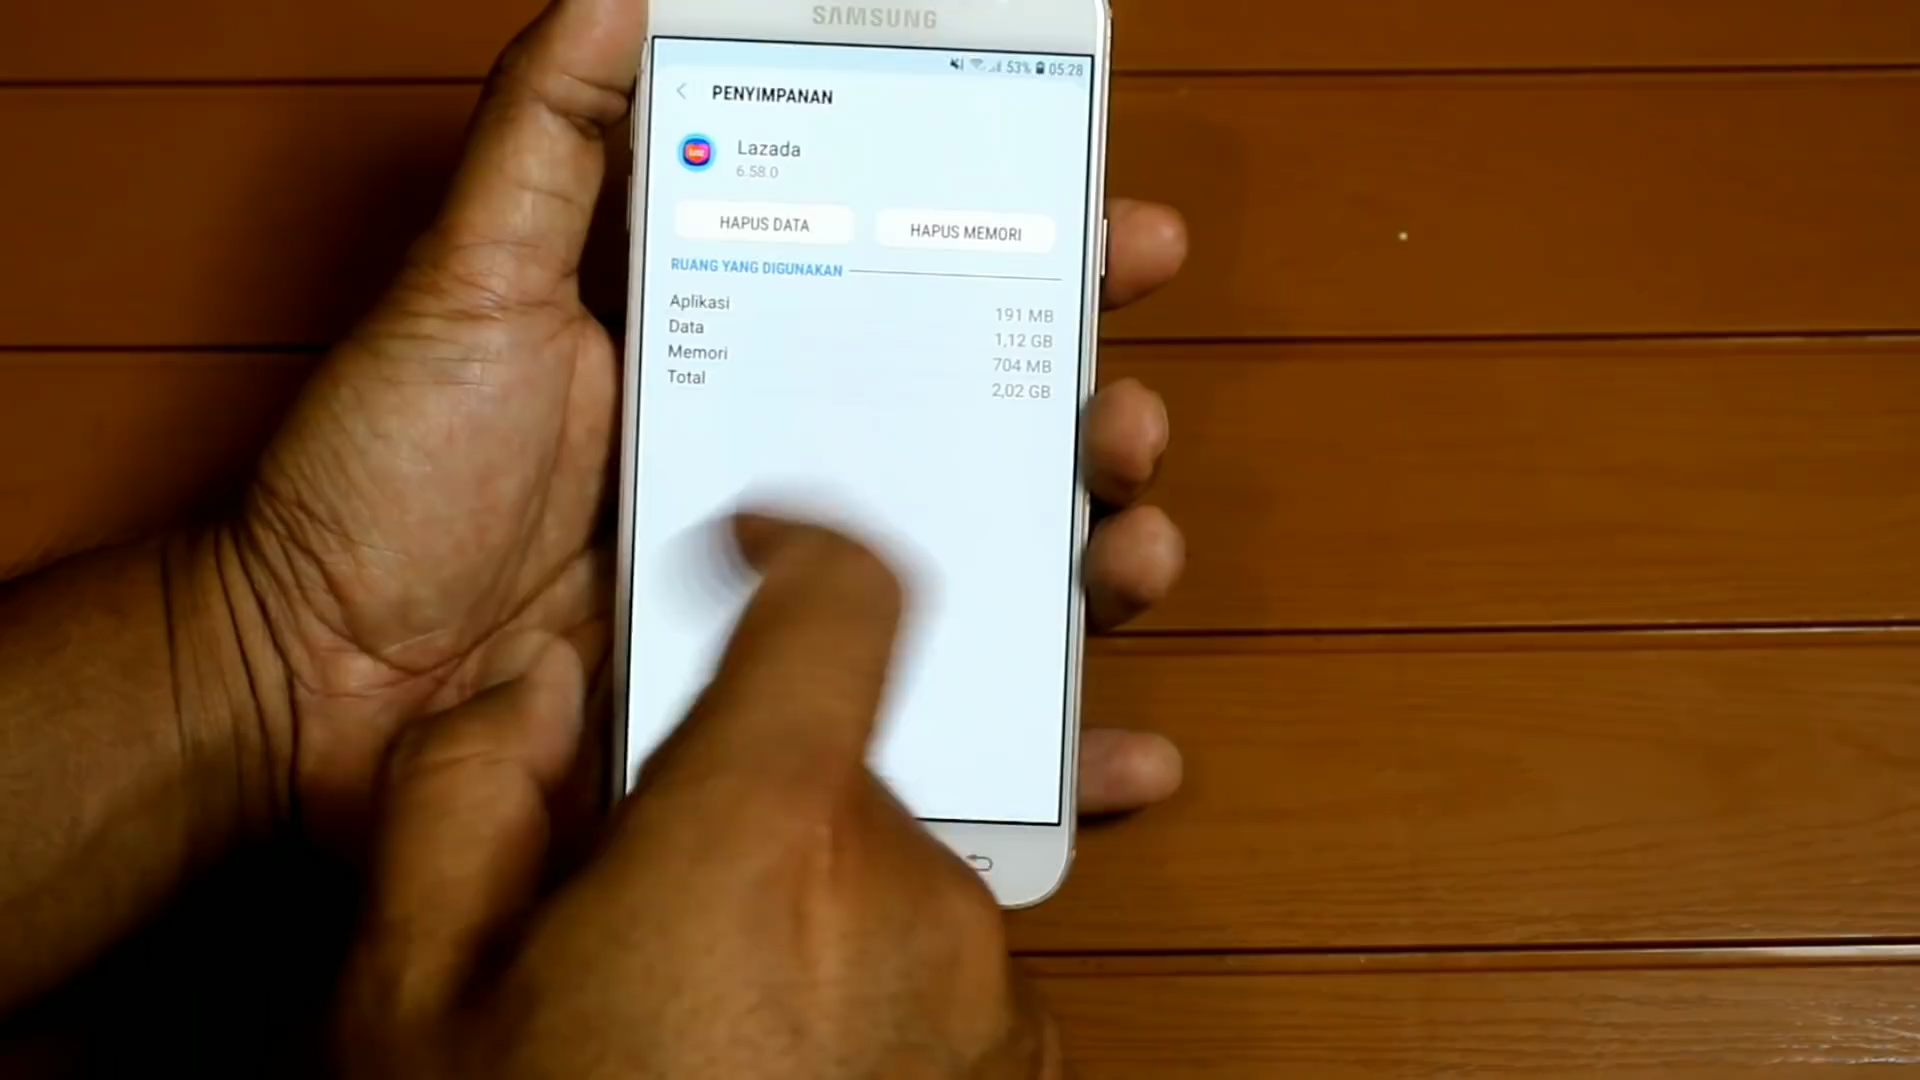 SAMSUNG
53% 05:28
PENYIMPANAN
Lazada
6.58.0
HAPUS DATA HAPUS MEMORI
RUANG YANG DIGUNAKAN
Aplikasi 191 MB
Data 1,12 GB
Memori 704 MB
Total 2,02 GB